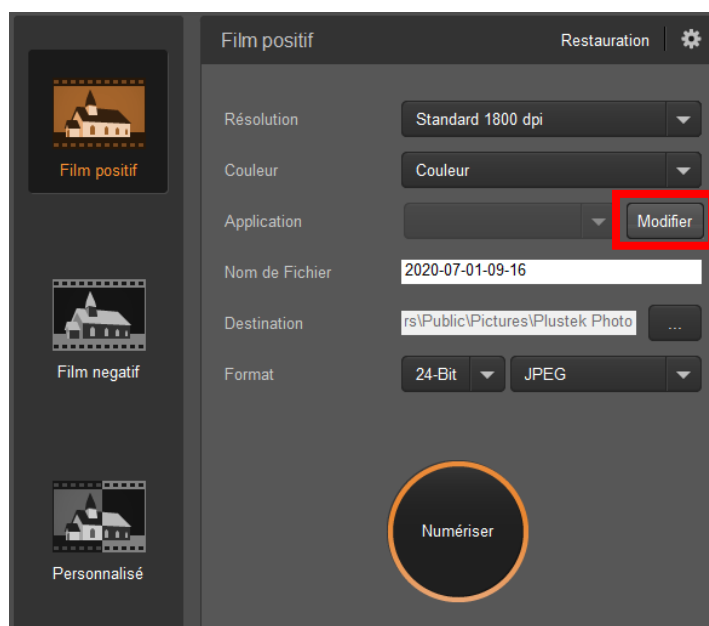 Film positif
Film negatif
Personnalisé
Film positif Restauration
Résolution Standard 1800 dpi
Couleur Couleur
Application Modifier
Nom de Fichier 2020-07-01-09-16
Destination rs\Public\Pictures\Plustek Photo ...
Format 24-Bit JPEG
Numériser